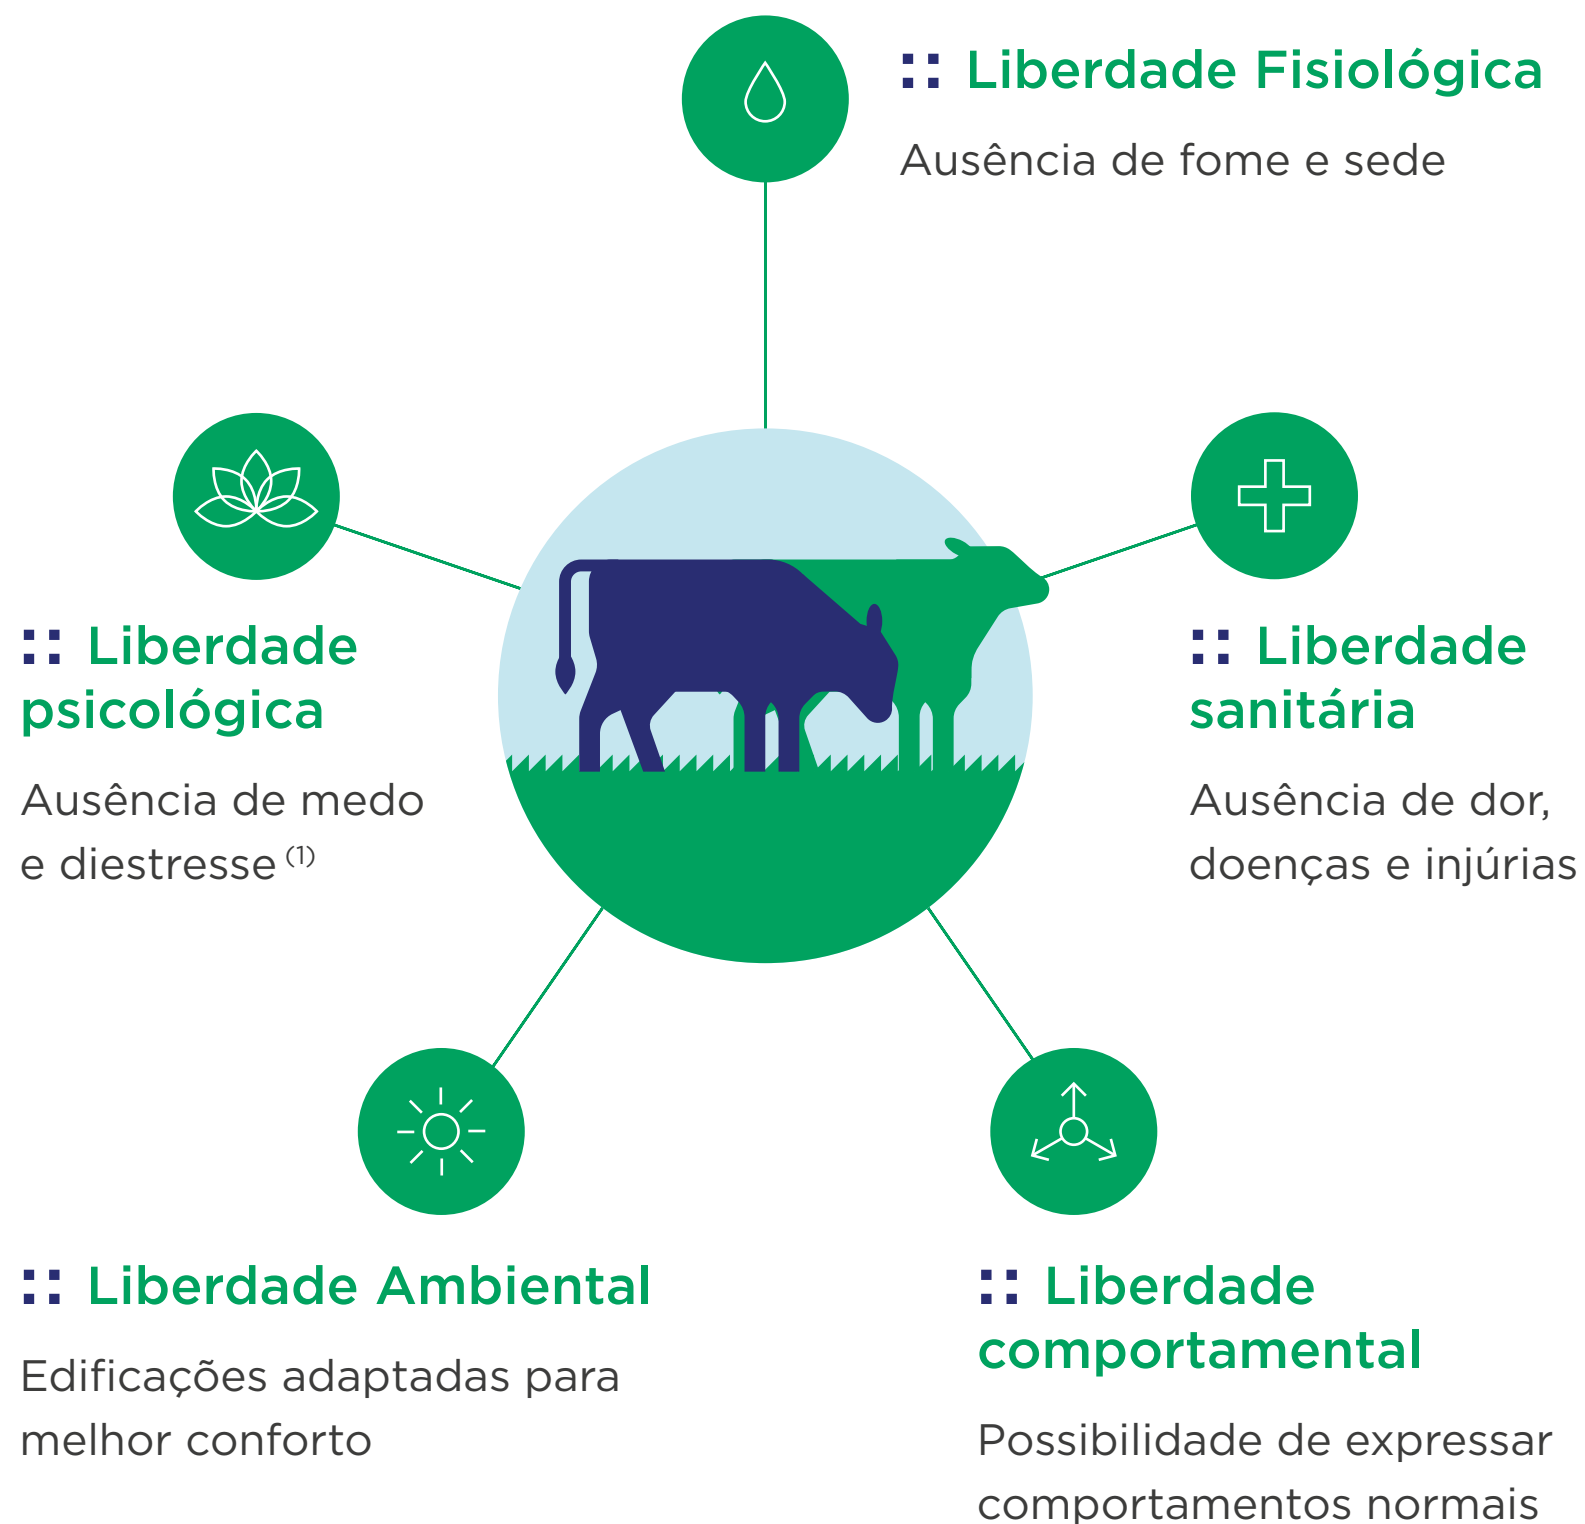 :: Liberdade Fisiológica
Ausência de fome e sede
:: Liberdade
psicológica
Ausência de medo
e diestresse (1)
:: Liberdade
sanitária
Ausência de dor,
doenças e injúrias
:: Liberdade Ambiental
Edificações adaptadas para
melhor conforto
:: Liberdade
comportamental
Possibilidade de expressar
comportamentos normais